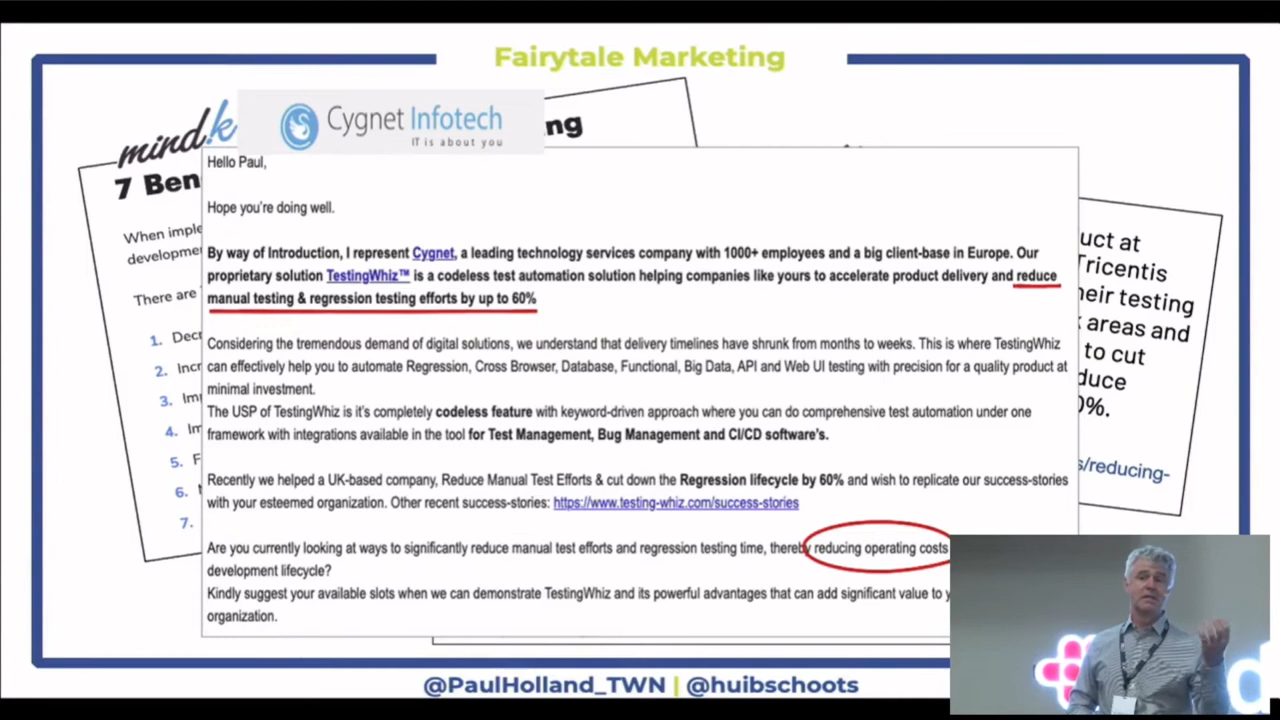 Fairytale Marketing
mind!k
Cygnet Infotech
IT is about you
ng
7 Ben
When imple
developme
There are
1. Decr
2. Incr
3. Im
4. Im
5. F
6.
7.
Hello Paul,
Hope you're doing well.
By way of Introduction, I represent Cygnet, a leading technology services company with 1000+ employees and a big client-base in Europe. Our
proprietary solution TestingWhiz™ is a codeless test automation solution helping companies like yours to accelerate product delivery and reduce
manual testing & regression testing efforts by up to 60%
Considering the tremendous demand of digital solutions, we understand that delivery timelines have shrunk from months to weeks. This is where TestingWhiz
can effectively help you to automate Regression, Cross Browser, Database, Functional, Big Data, API and Web UI testing with precision for a quality product at
minimal investment.
The USP of TestingWhiz is it's completely codeless feature with keyword-driven approach where you can do comprehensive test automation under one
framework with integrations available in the tool for Test Management, Bug Management and CI/CD software's.
Recently we helped a UK-based company, Reduce Manual Test Efforts & cut down the Regression lifecycle by 60% and wish to replicate our success-stories
with your esteemed organization. Other recent success-stories: https://www.testing-whiz.com/success-stories
Are you currently looking at ways to significantly reduce manual test efforts and regression testing time, thereby reducing operating costs
development lifecycle?
Kindly suggest your available slots when we can demonstrate TestingWhiz and its powerful advantages that can add significant value to y
organization.
uct at
Tricentis
heir testing
k areas and
to cut
duce
0%.
s/reducing-
@PaulHolland_TWN | @huibschoots